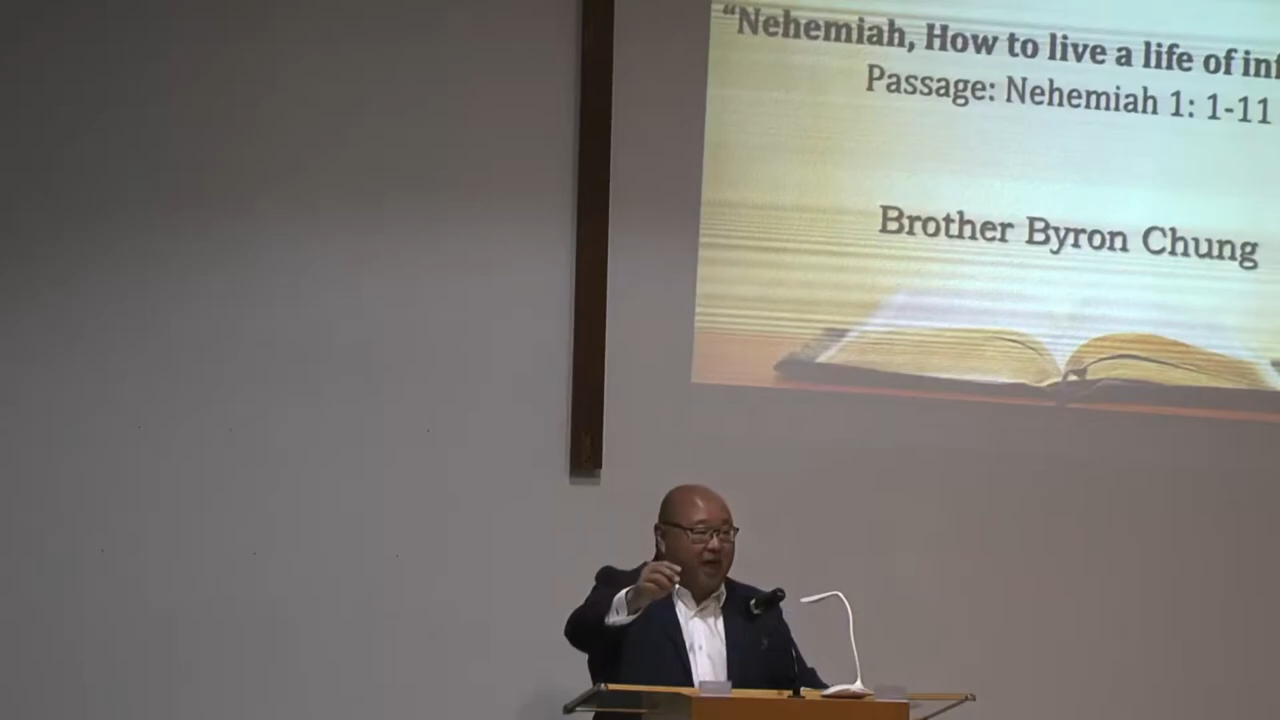 “Nehemiah, How to live a life of
Passage: Nehemiah 1: 1-11
Brother Byron Chung